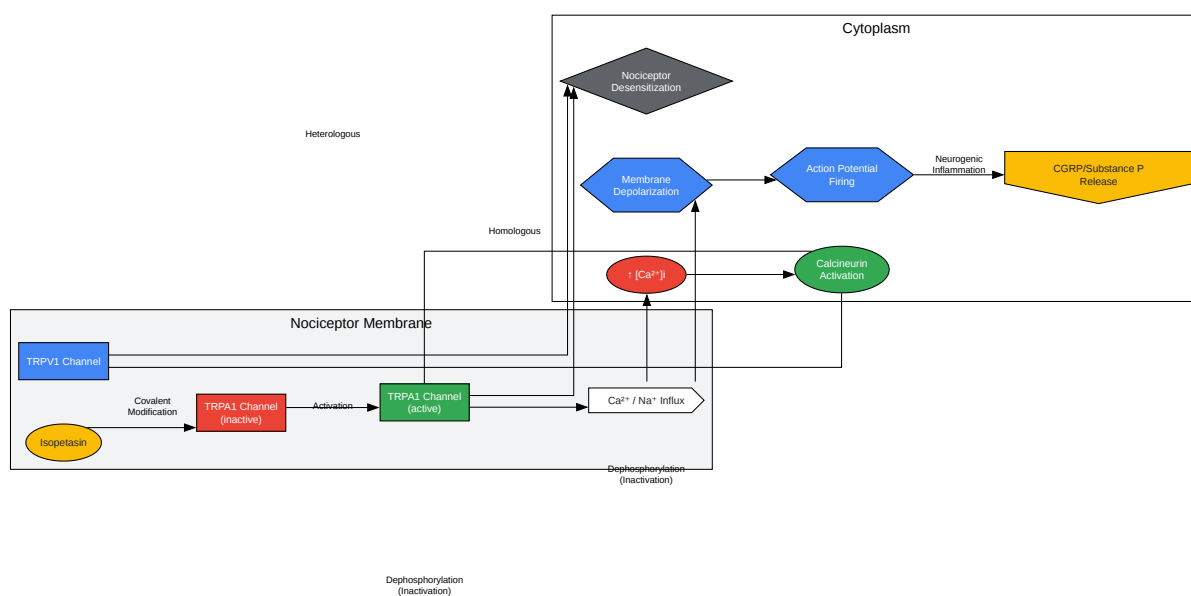 Cytoplasm
Nociceptor
Desensitization
Heterologous
Membrane
Depolarization
Action Potential
Firing
Neurogenic
Inflammation
CGRP/Substance P
Release
Homologous
↑ [Ca²⁺]i
Calcineurin
Activation
Nociceptor Membrane
TRPV1 Channel
Covalent
Modification
TRPA1 Channel
(inactive)
Activation
TRPA1 Channel
(active)
Ca²⁺ / Na⁺ Influx
Isopetasin
Dephosphorylation
(Inactivation)
Dephosphorylation
(Inactivation)